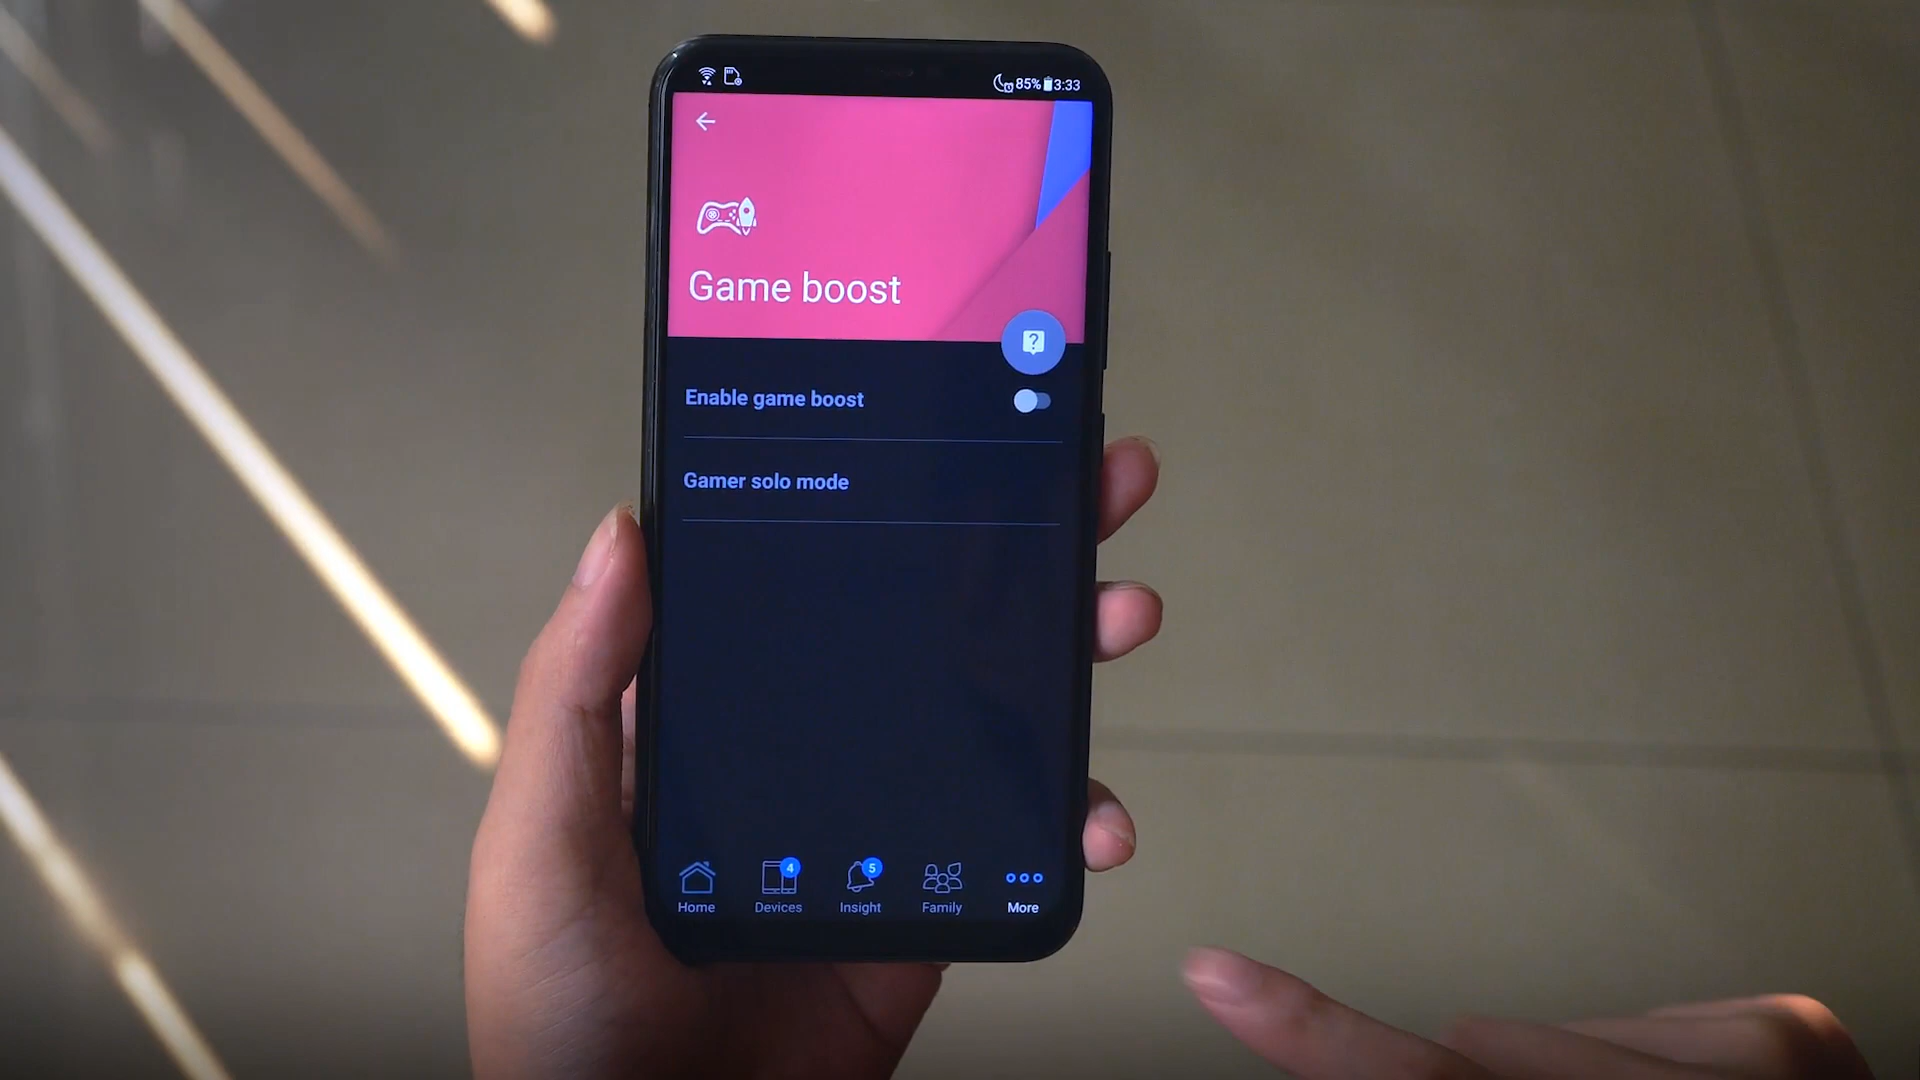 85% 3:33
Game boost
?
Enable game boost
Gamer solo mode
4 5
Home Devices Insight Family More